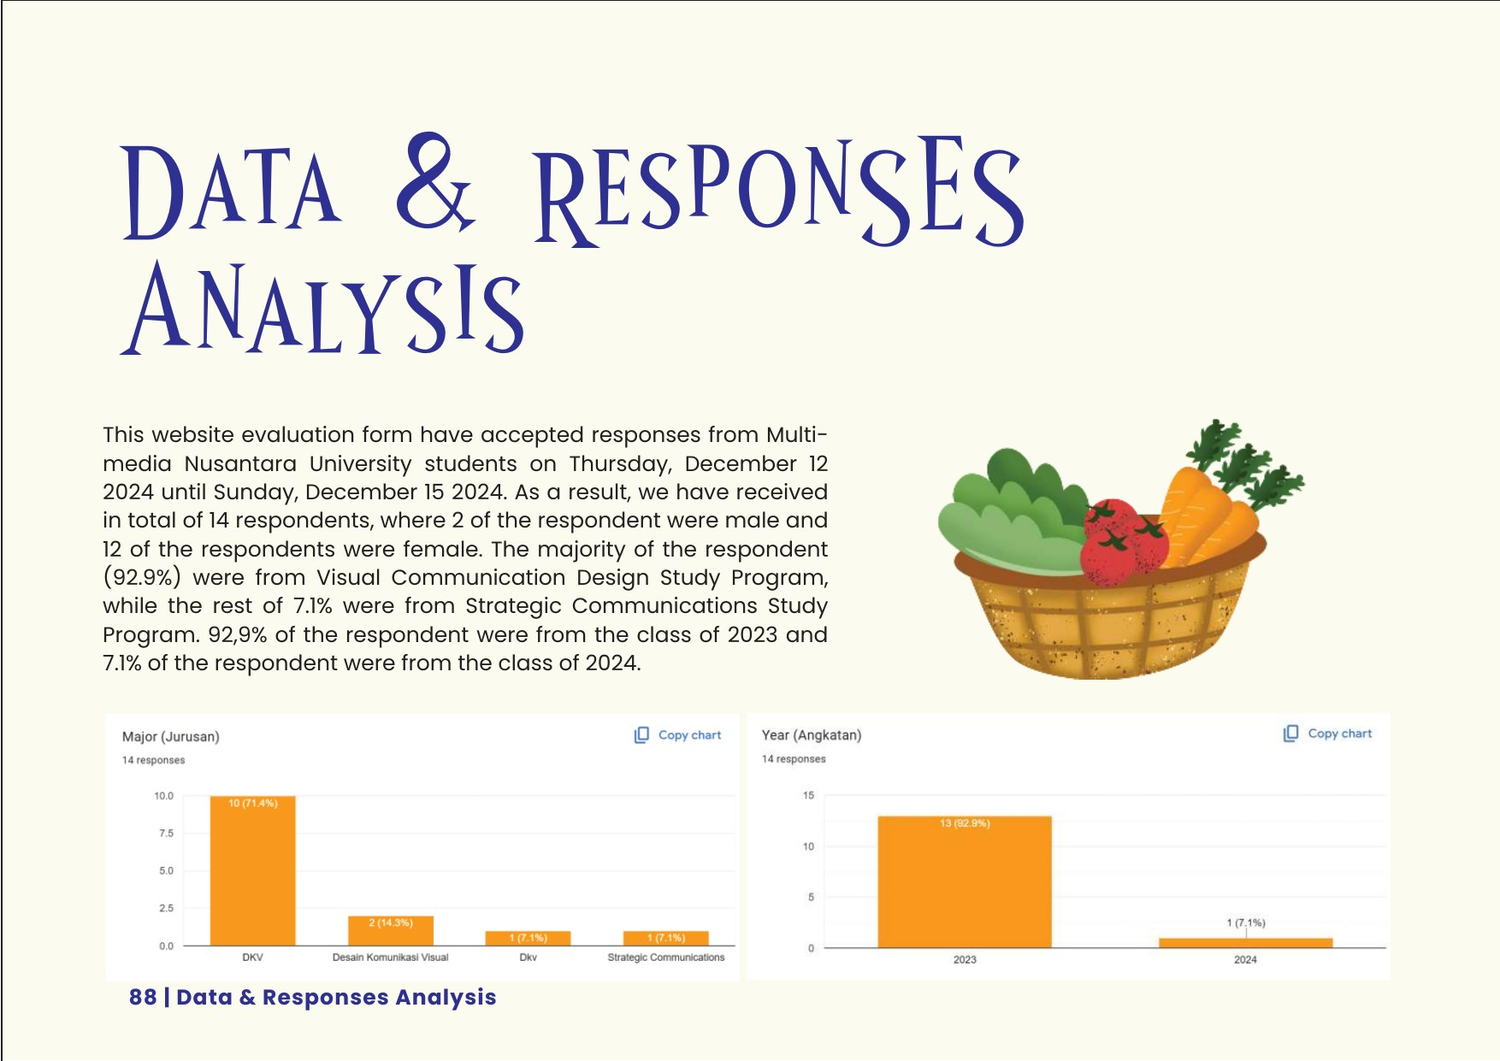 DATA & RESPONSES
ANALYSIS
This website evaluation form have accepted responses from Multi-
media Nusantara University students on Thursday, December 12
2024 until Sunday, December 15 2024. As a result, we have received
in total of 14 respondents, where 2 of the respondent were male and
12 of the respondents were female. The majority of the respondent
(92.9%) were from Visual Communication Design Study Program,
while the rest of 7.1% were from Strategic Communications Study
Program. 92,9% of the respondent were from the class of 2023 and
7.1% of the respondent were from the class of 2024.
Major (Jurusan)
Copy chart
14 responses
10.0
7.5
5.0
2.5
0.0
10 (71.4%)
2 (14.3%)
1 (7.1%)
1 (7.1%)
DKV
Desain Komunikasi Visual
Dkv
Strategic Communications
Year (Angkatan)
Copy chart
14 responses
15
10
5
0
13 (92.9%)
1 (7.1%)
2023
2024
88 | Data & Responses Analysis